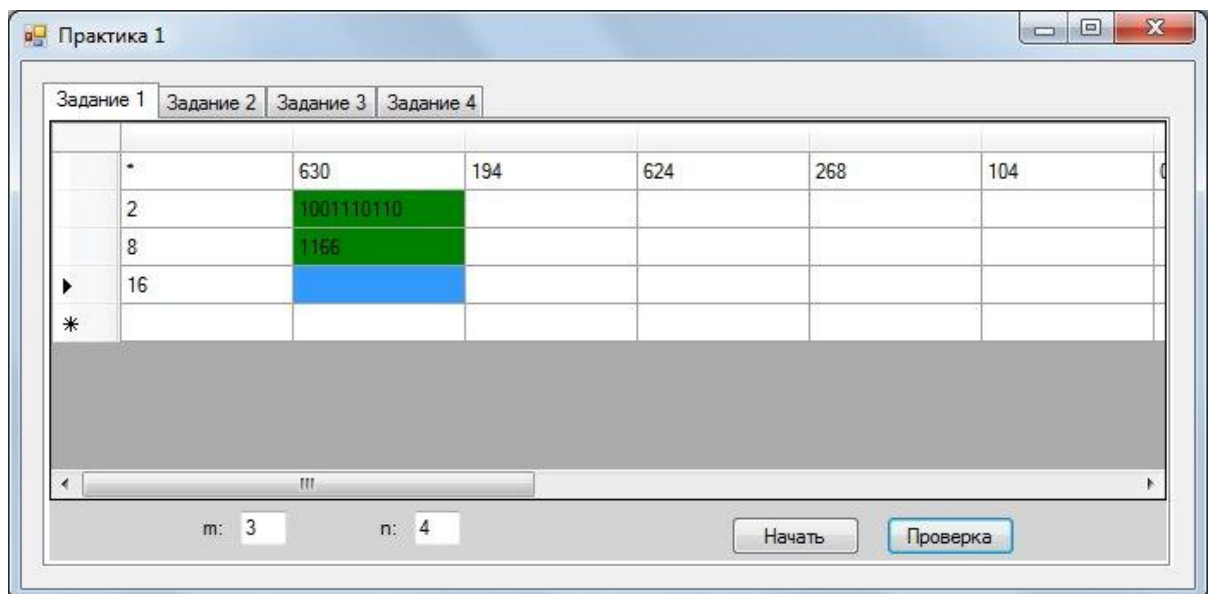 Практика 1
Задание 1 Задание 2 Задание 3 Задание 4
* 630 194 624 268 104
2 1001110110
8 1166
16
m: 3 n: 4 Начать Проверка